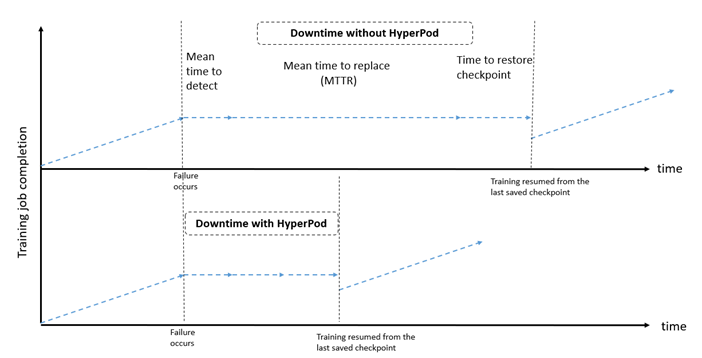 Downtime without HyperPod
Mean
time to
detect
Mean time to replace
(MTTR)
Time to restore
checkpoint
Training job completion
time
Failure
occurs
Training resumed from the
last saved checkpoint
Downtime with HyperPod
time
Failure
occurs
Training resumed from the
last saved checkpoint